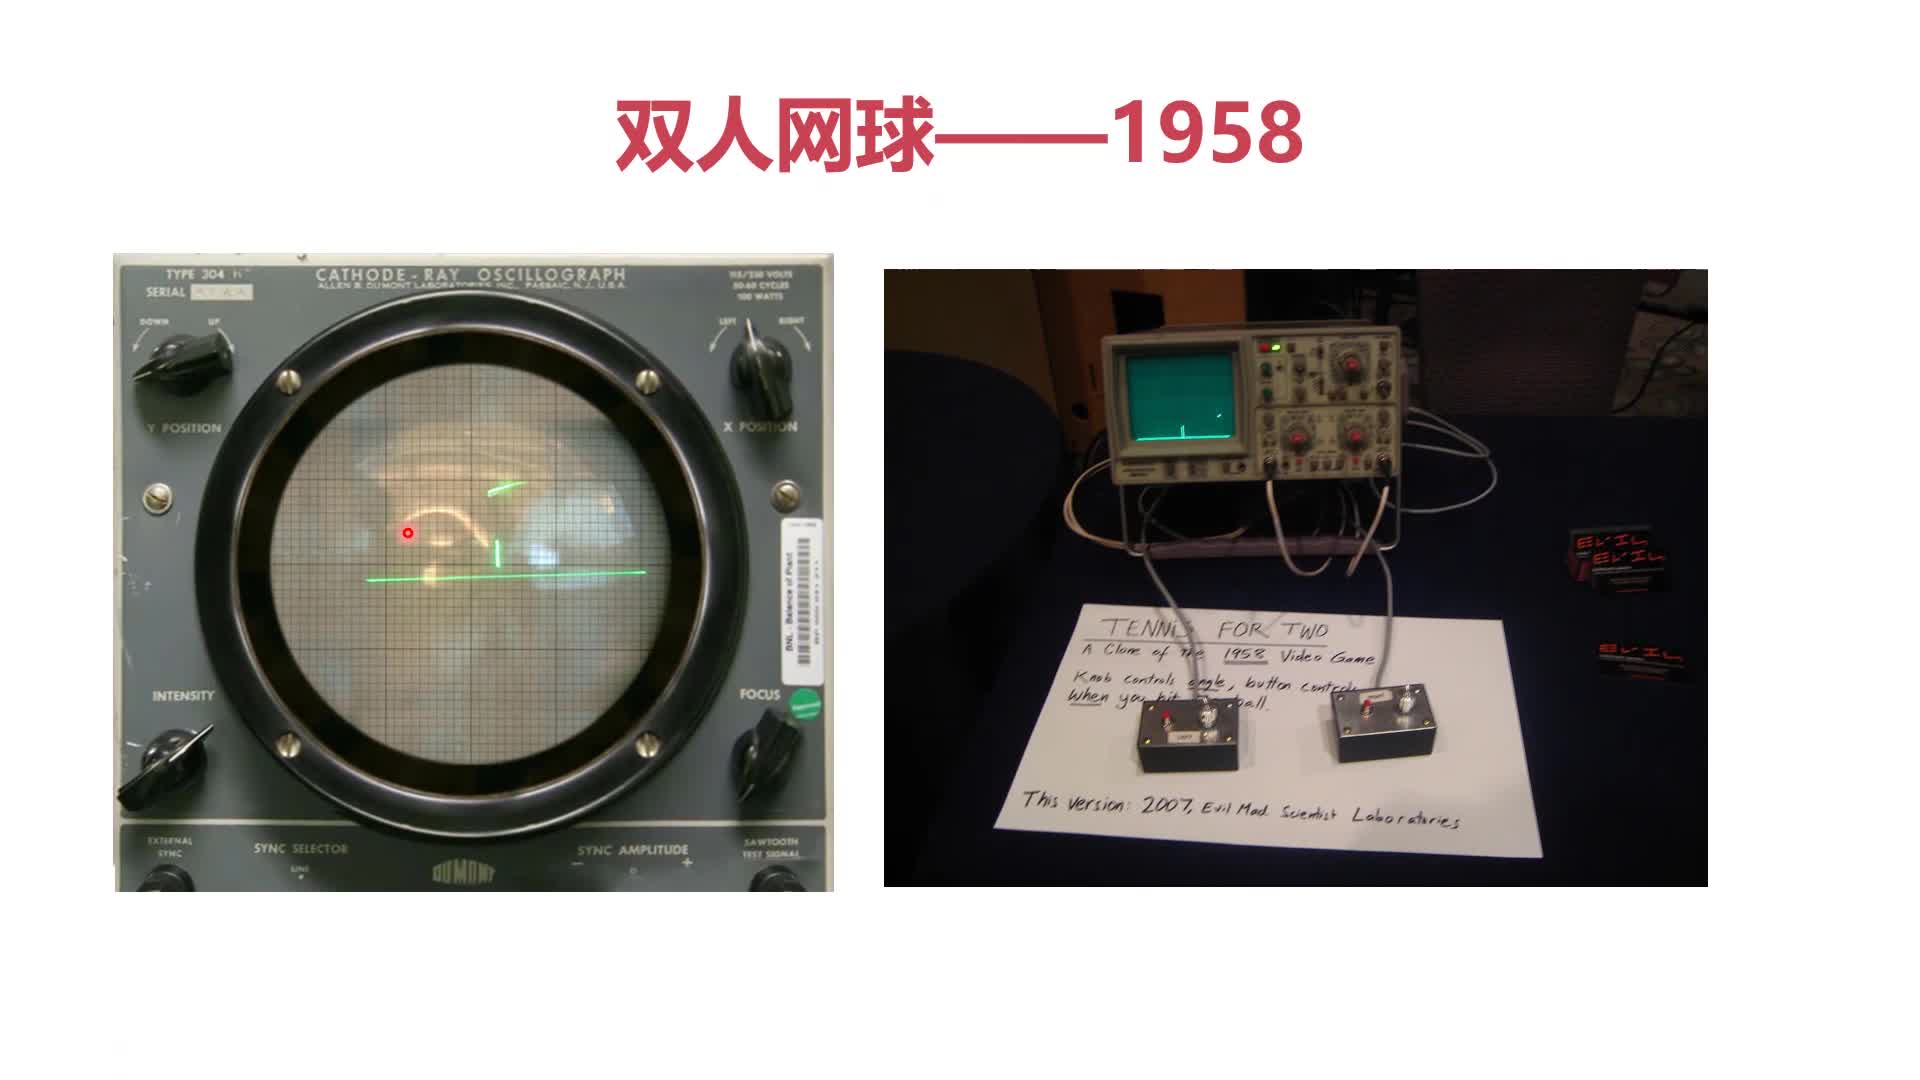 双人网球——1958
TYPE 304
CATHODE-RAY OSCILLOGRAPH
ALLEN B. DU MONT LABORATORIES, INC., PASSAIC, N.J., U.S.A.
115/230 VOLTS
50-60 CYCLES
100 WATTS
SERIAL
DOWN
UP
LEFT
RIGHT
Y POSITION
X POSITION
BNL - Balance of Plant
INTENSITY
FOCUS
EXTERNAL
SYNC
SYNC SELECTOR
LINE
DUMONT
SYNC AMPLITUDE
- +
SAWTOOTH
TEST SIGNAL
TENNIS FOR TWO
A Clone of the 1958 Video Game
Knob controls angle, button controls
When you hit ball.
LEFT
RIGHT
This version: 2007, Evil Mad Scientist Laboratories
EVIL
EVIL
EVIL